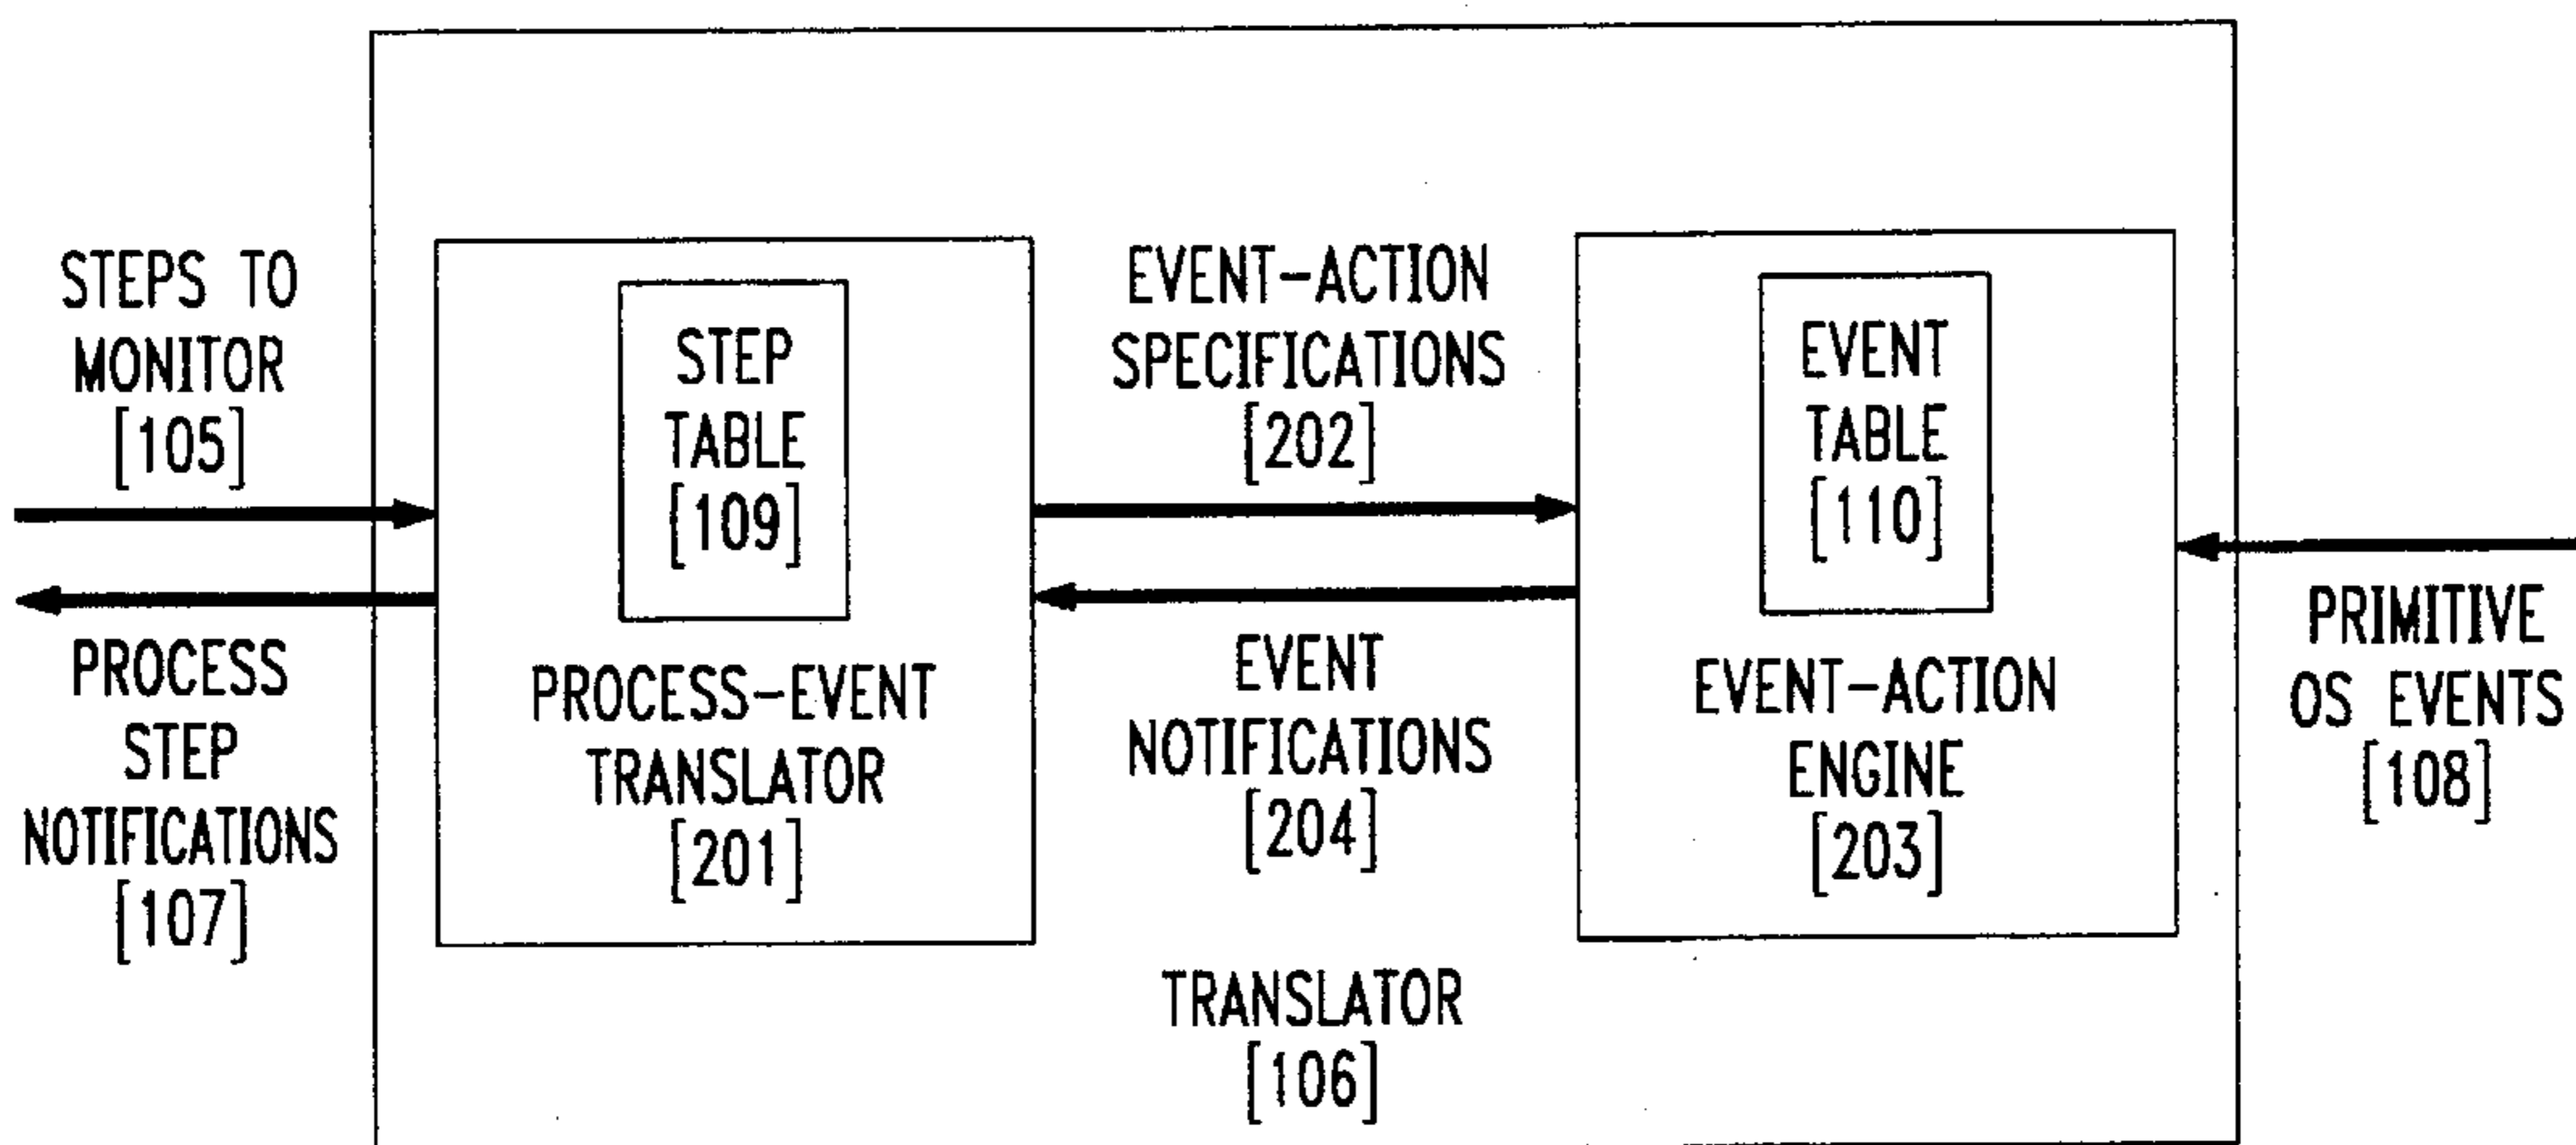 STEPS TO
MONITOR
[105]
PROCESS
STEP
NOTIFICATIONS
[107]
STEP
TABLE
[109]
PROCESS-EVENT
TRANSLATOR
[201]
EVENT-ACTION
SPECIFICATIONS
[202]
EVENT
NOTIFICATIONS
[204]
EVENT
TABLE
[110]
EVENT-ACTION
ENGINE
[203]
PRIMITIVE
OS EVENTS
[108]
TRANSLATOR
[106]